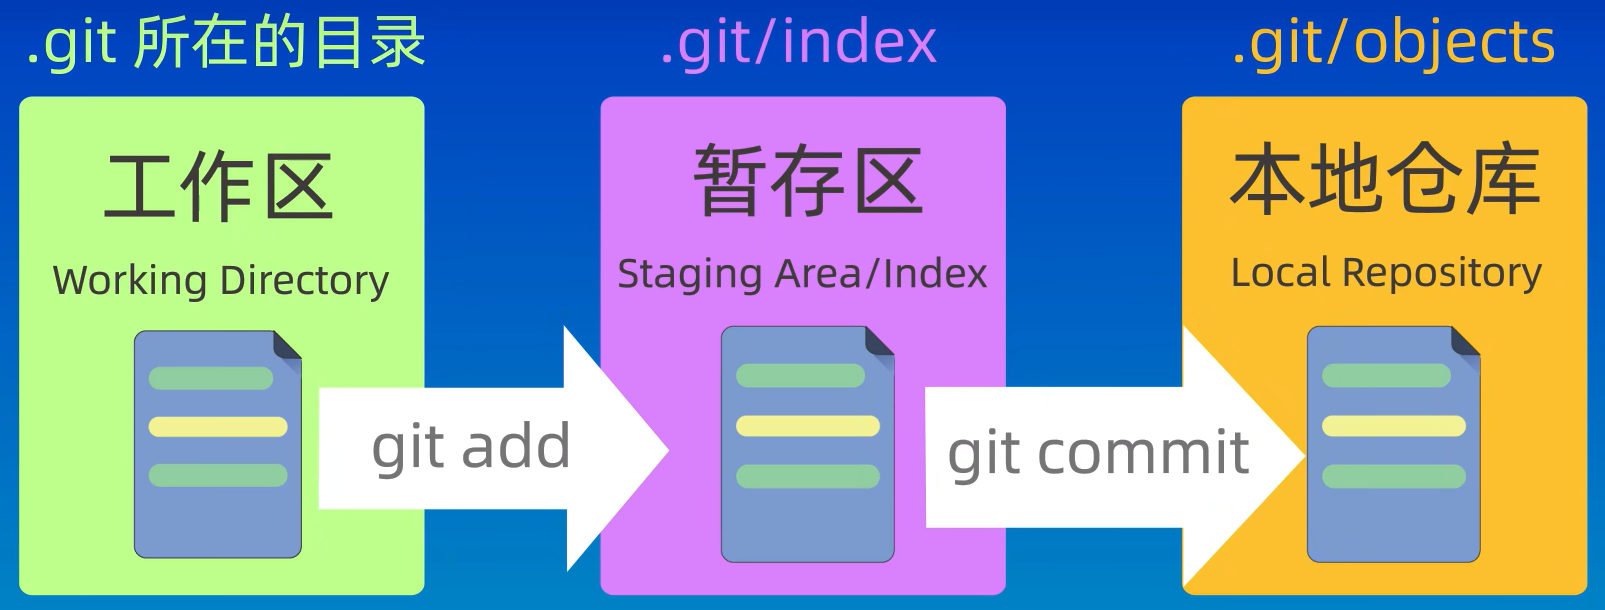 .git 所在的目录
.git/index
.git/objects
工作区
Working Directory
git add
暂存区
Staging Area/Index
git commit
本地仓库
Local Repository